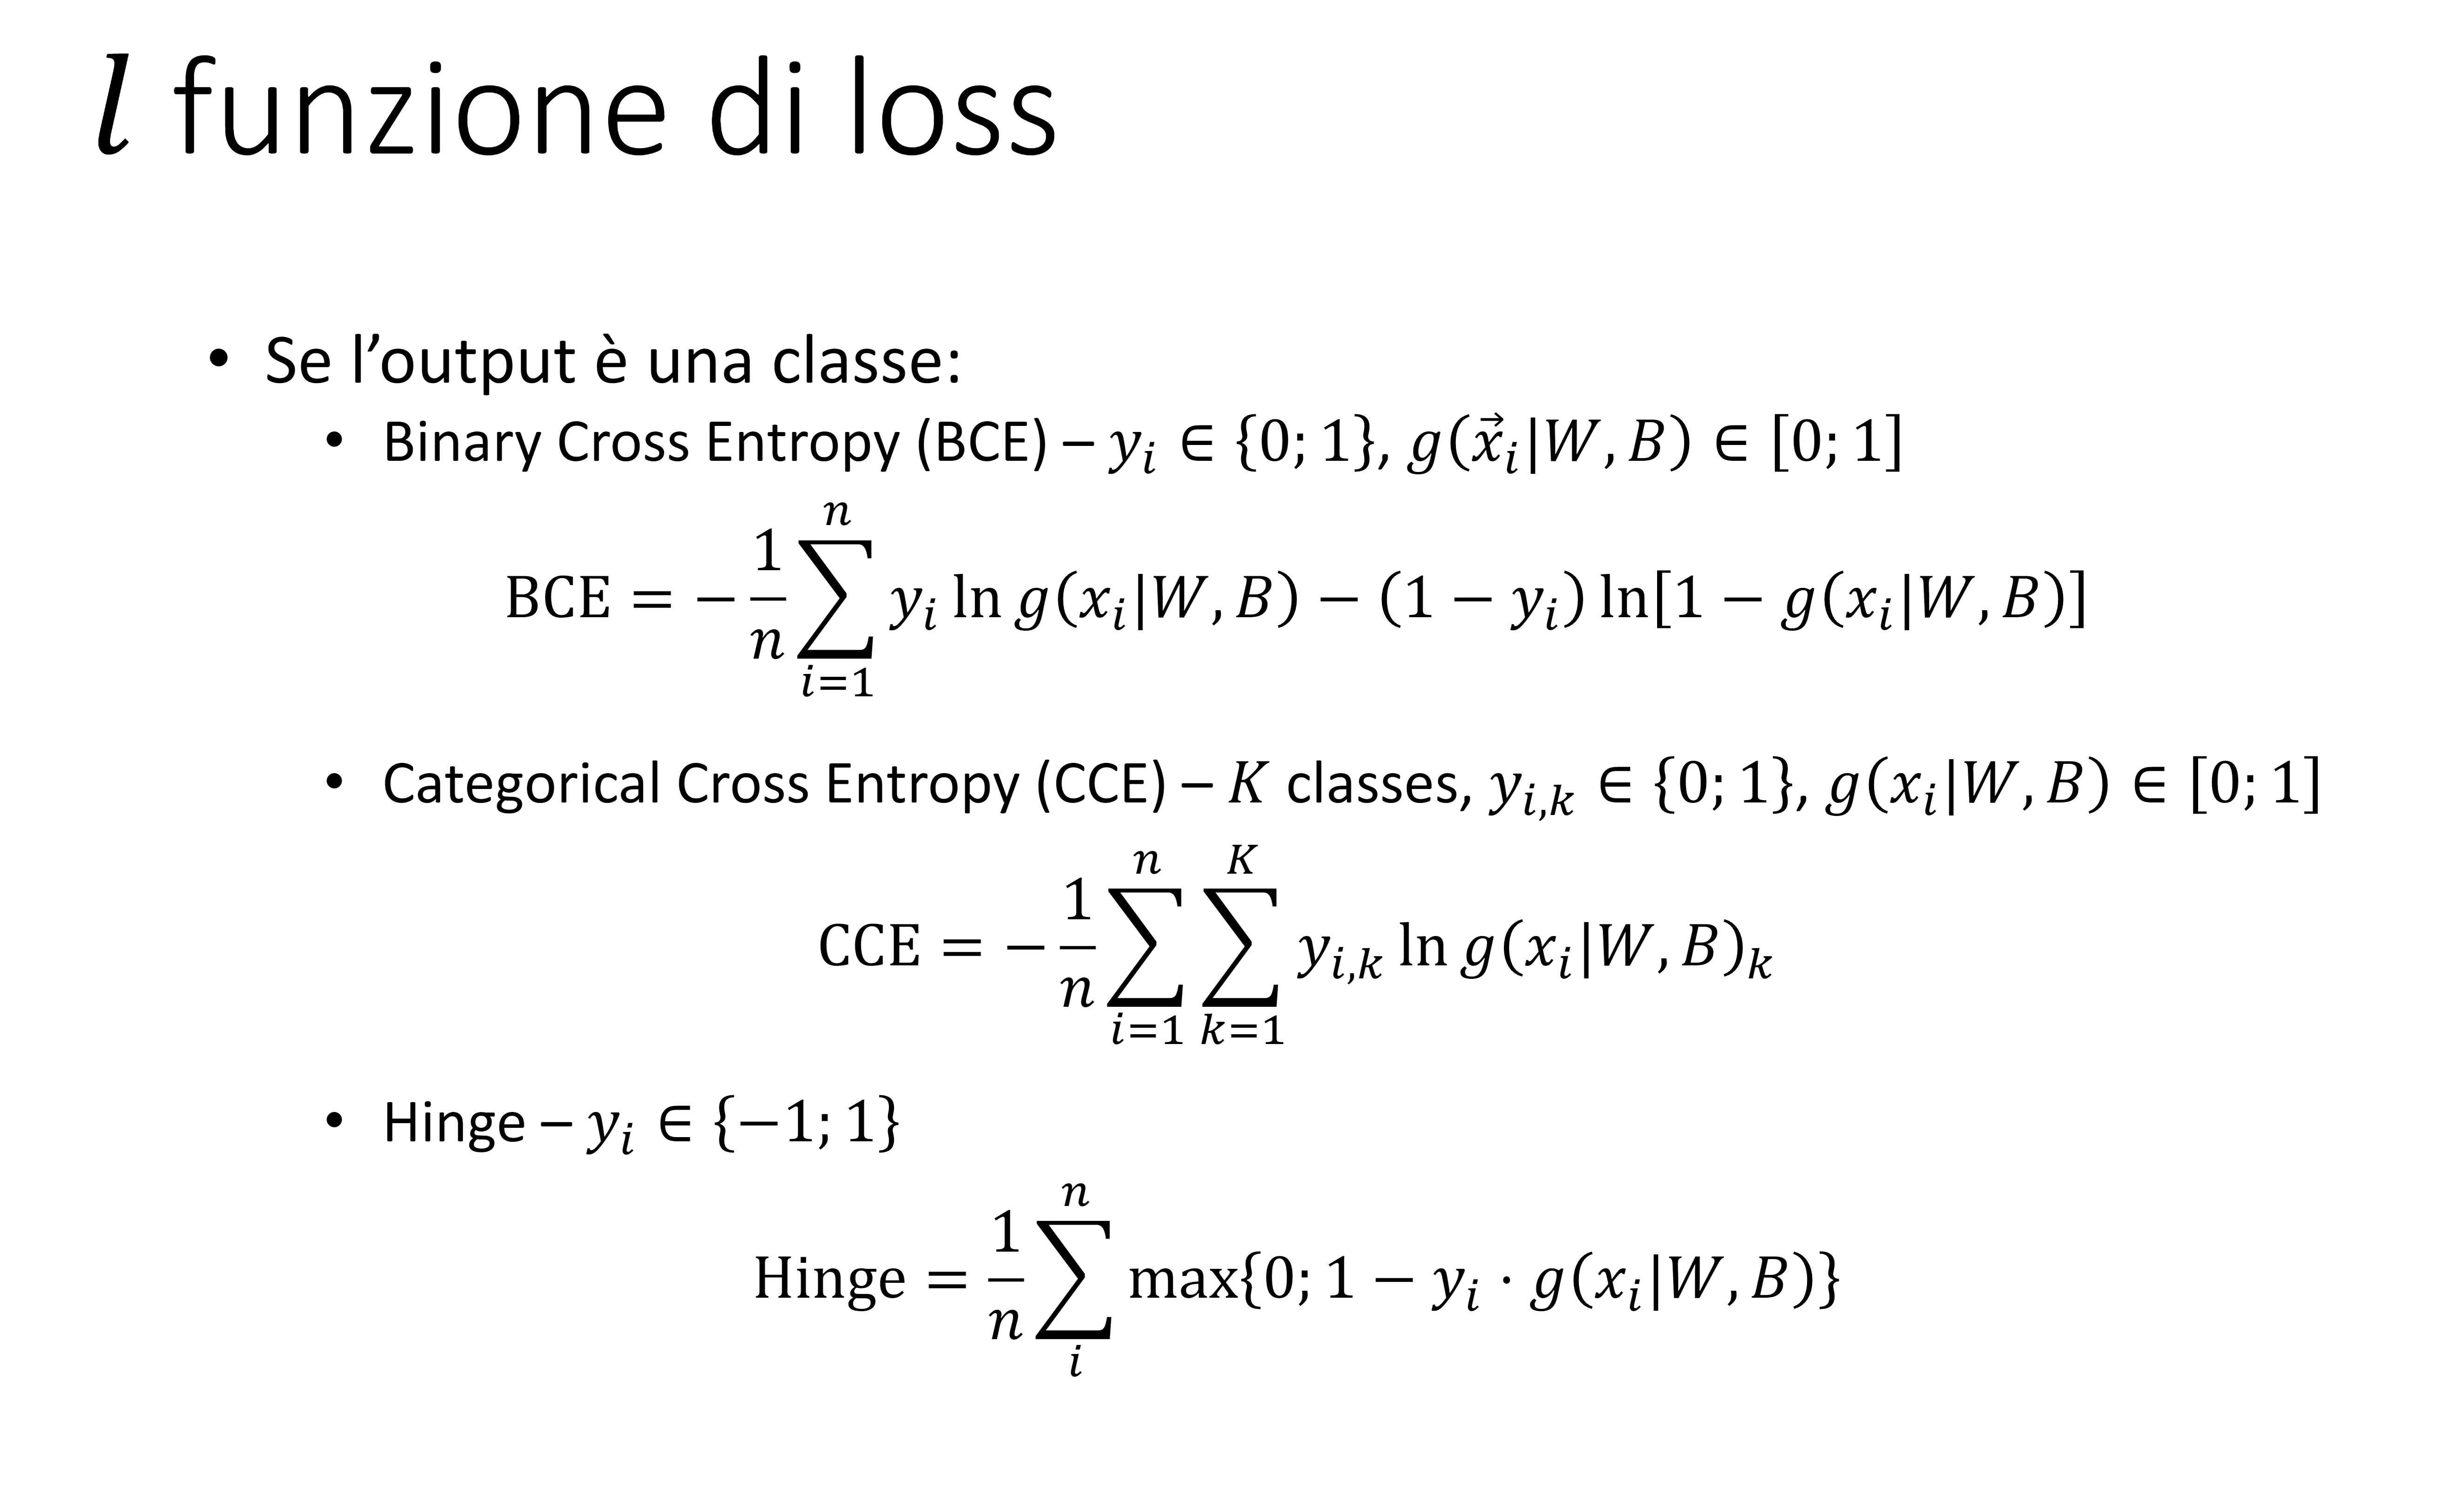 l funzione di loss
• Se l’output è una classe:
• Binary Cross Entropy (BCE) – $y_i \in \{0; 1\}$, $g(\vec{x}_i|W, B) \in [0; 1]$
$\text{BCE} = -\frac{1}{n}\sum_{i=1}^{n} y_i \ln g(x_i|W, B) - (1 - y_i) \ln[1 - g(x_i|W, B)]$
• Categorical Cross Entropy (CCE) – $K$ classes, $y_{i,k} \in \{0; 1\}$, $g(x_i|W, B) \in [0; 1]$
$\text{CCE} = -\frac{1}{n}\sum_{i=1}^{n}\sum_{k=1}^{K} y_{i,k} \ln g(x_i|W, B)_k$
• Hinge – $y_i \in \{-1; 1\}$
$\text{Hinge} = \frac{1}{n}\sum_{i}^{n} \max\{0; 1 - y_i \cdot g(x_i|W, B)\}$